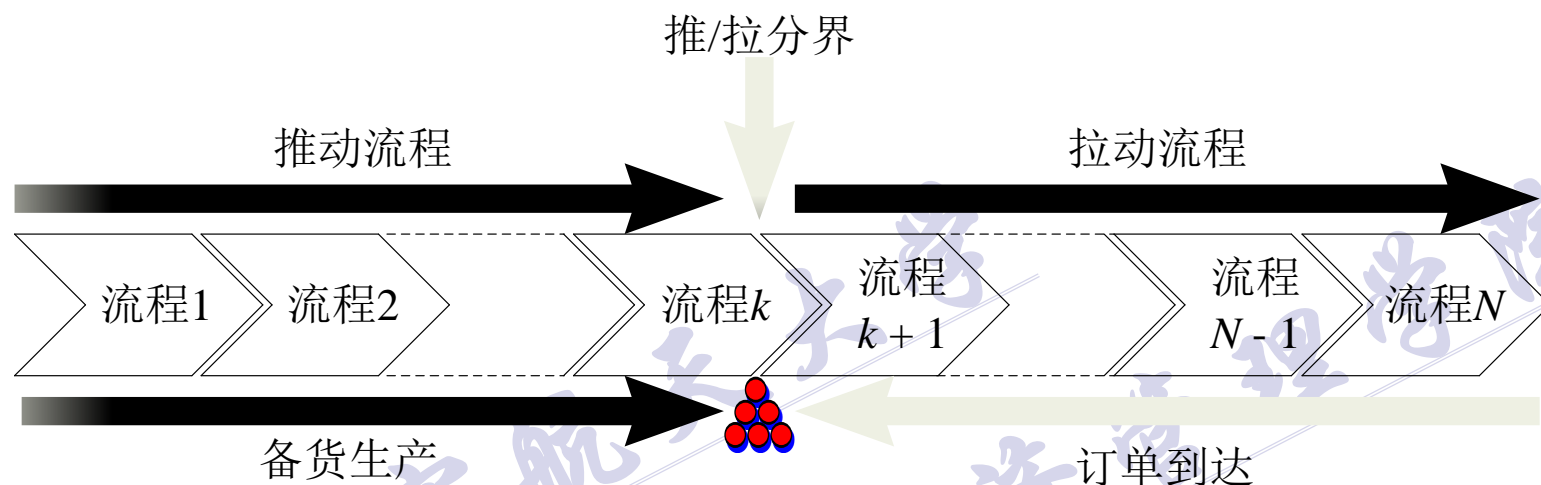 推/拉分界
推动流程
拉动流程
流程1
流程2
流程k
流程
k + 1
流程
N - 1
流程N
备货生产
订单到达